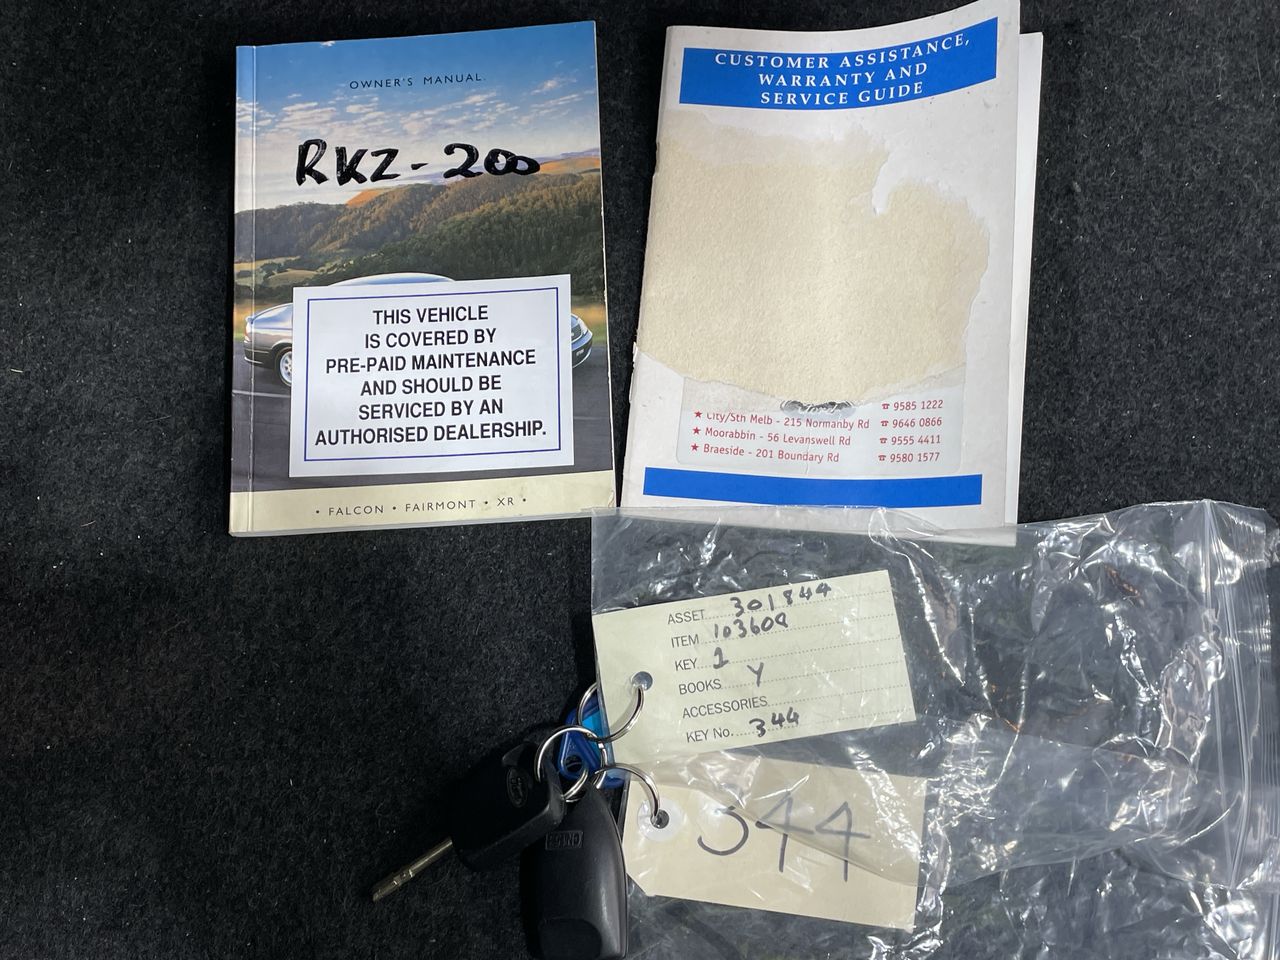 OWNER'S MANUAL.
RKZ-200
THIS VEHICLE
IS COVERED BY
PRE-PAID MAINTENANCE
AND SHOULD BE
SERVICED BY AN
AUTHORISED DEALERSHIP.
• FALCON • FAIRMONT • XR •
CUSTOMER ASSISTANCE,
WARRANTY AND
SERVICE GUIDE
☎ 9585 1222
★ City/Sth Melb - 215 Normanby Rd ☎ 9646 0866
★ Moorabbin - 56 Levanswell Rd ☎ 9555 4411
★ Braeside - 201 Boundary Rd ☎ 9580 1577
ASSET 301844
ITEM 103609
KEY 1
BOOKS Y
ACCESSORIES
KEY No. 344
344